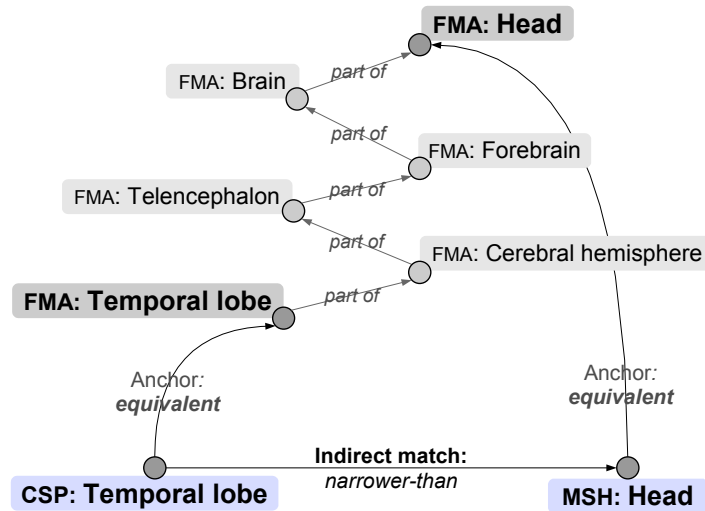 FMA: Head
part of
FMA: Brain
part of
FMA: Forebrain
part of
FMA: Telencephalon
part of
FMA: Cerebral hemisphere
FMA: Temporal lobe
part of
Anchor:
equivalent
Anchor:
equivalent
Indirect match:
narrower-than
CSP: Temporal lobe
MSH: Head